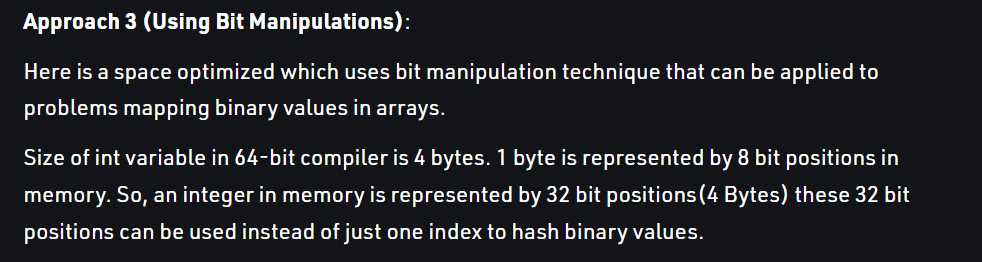 Approach 3 (Using Bit Manipulations):
Here is a space optimized which uses bit manipulation technique that can be applied to
problems mapping binary values in arrays.
Size of int variable in 64-bit compiler is 4 bytes. 1 byte is represented by 8 bit positions in
memory. So, an integer in memory is represented by 32 bit positions(4 Bytes) these 32 bit
positions can be used instead of just one index to hash binary values.